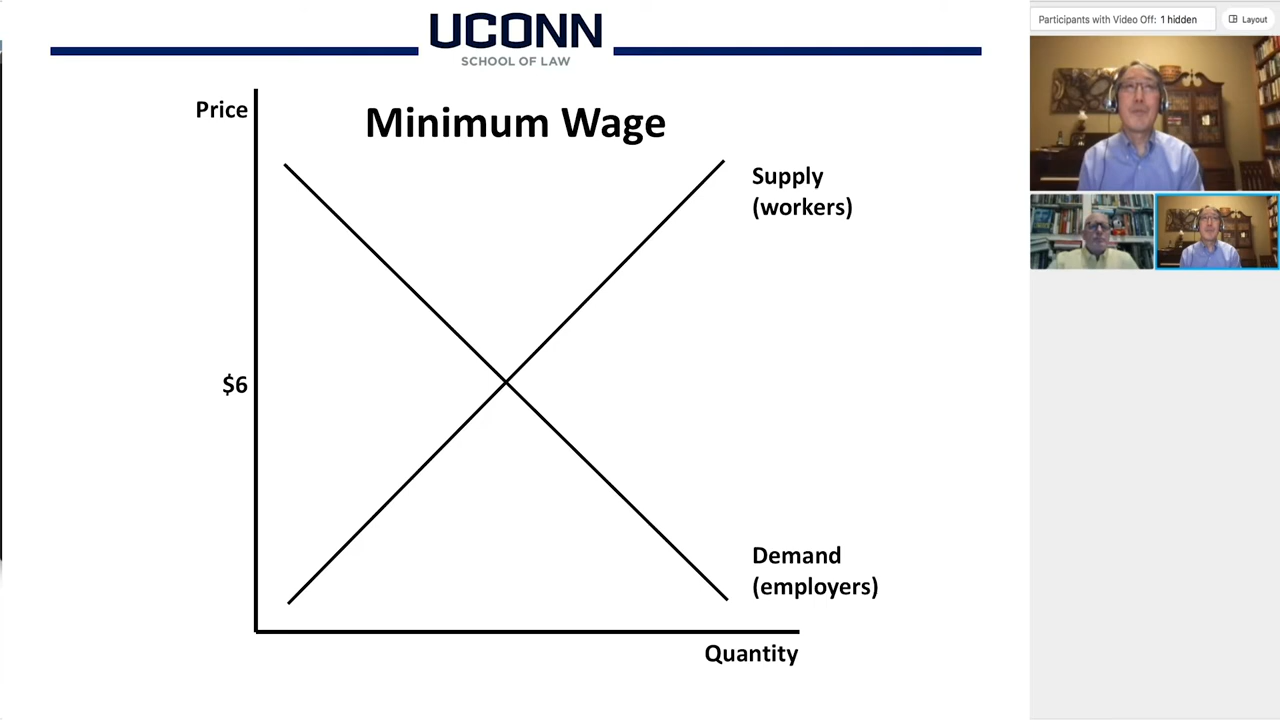 UCONN
SCHOOL OF LAW
Participants with Video Off: 1 hidden
Layout
Price
Minimum Wage
Supply
(workers)
$6
Demand
(employers)
Quantity